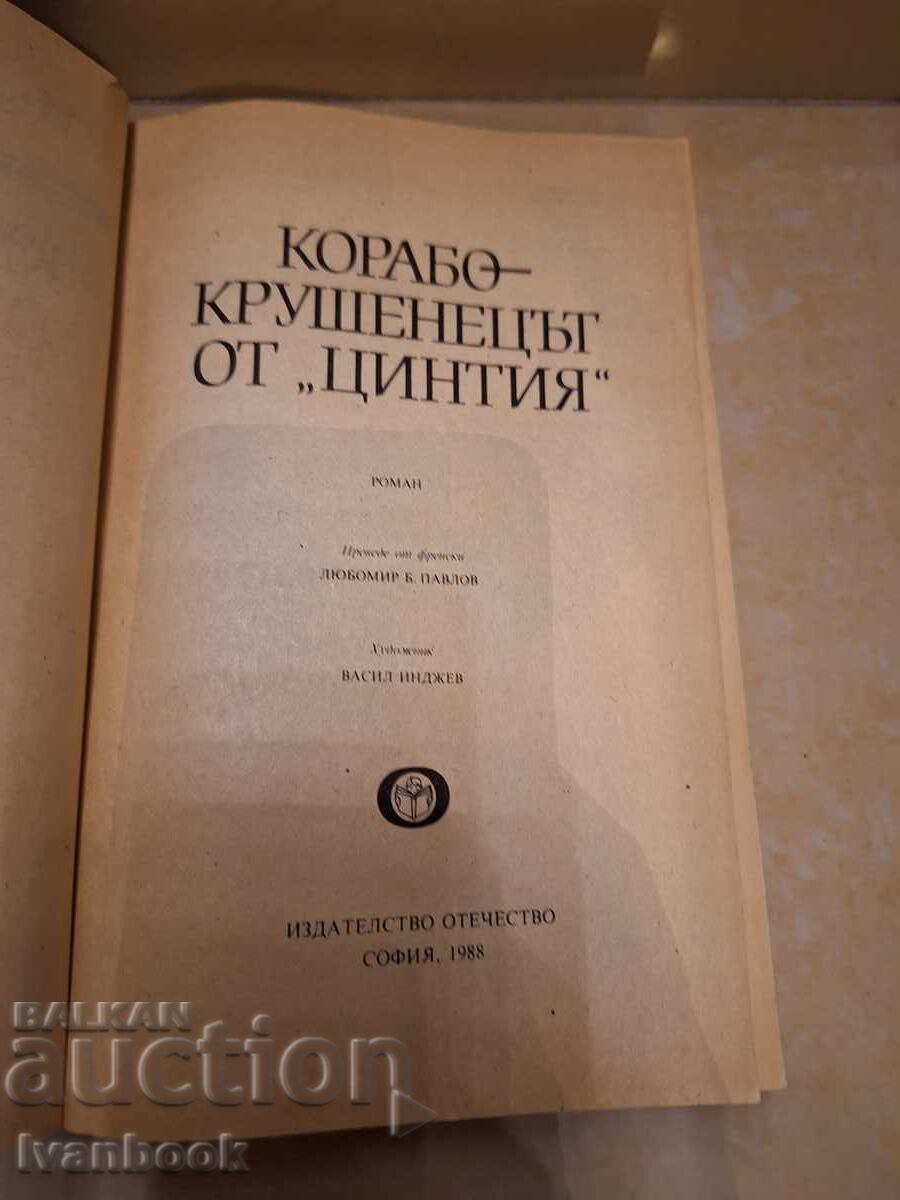 КОРАБО-
КРУШЕНЕЦЪТ
ОТ „ЦИНТИЯ“
РОМАН
Преведе от френски
ЛЮБОМИР Б. ПАВЛОВ
Художник
ВАСИЛ ИНДЖЕВ
ИЗДАТЕЛСТВО ОТЕЧЕСТВО
СОФИЯ, 1988
BALKAN
auction
Ivanbook